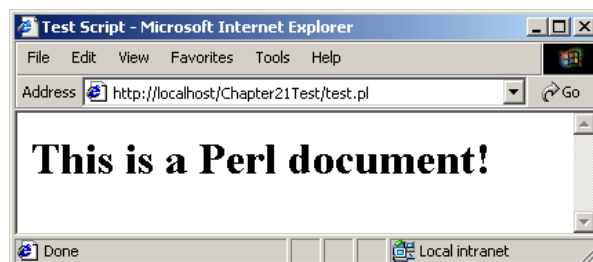 Test Script - Microsoft Internet Explorer
File Edit View Favorites Tools Help
Address http://localhost/Chapter21Test/test.pl Go
This is a Perl document!
Done Local intranet